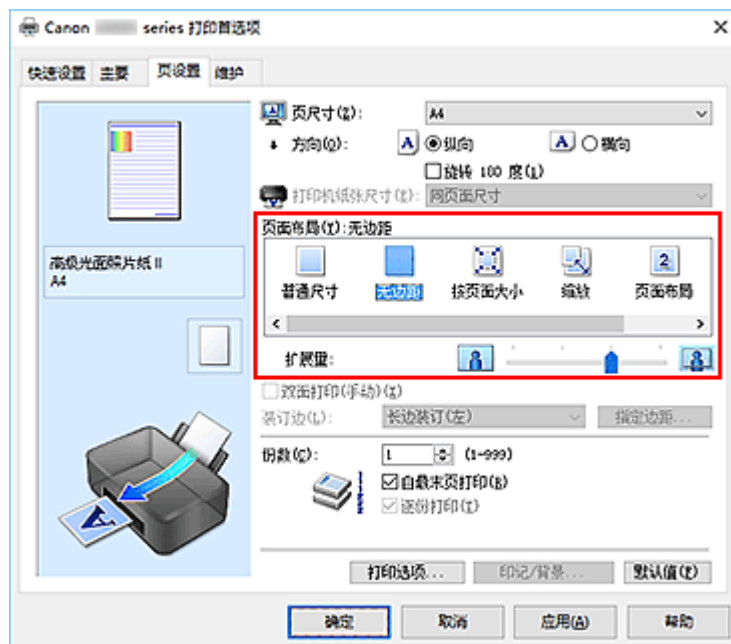 Canon series 打印首选项
快速设置 主要 页设置 维护
页尺寸(Z): A4
方向(O): A 纵向 A 横向
旋转 180 度(L)
打印机纸张尺寸(E): 同页面尺寸
页面布局(Y):无边距
普通尺寸 无边距 按页面大小 缩放 页面布局
扩展量:
高级光面照片纸 II
A4
双面打印(手动)(X)
装订边(L): 长边装订(左) 指定边距...
份数(C): 1 (1-999)
自最末页打印(R)
逐份打印(T)
打印选项... 印记/背景... 默认值(F)
确定 取消 应用(A) 帮助